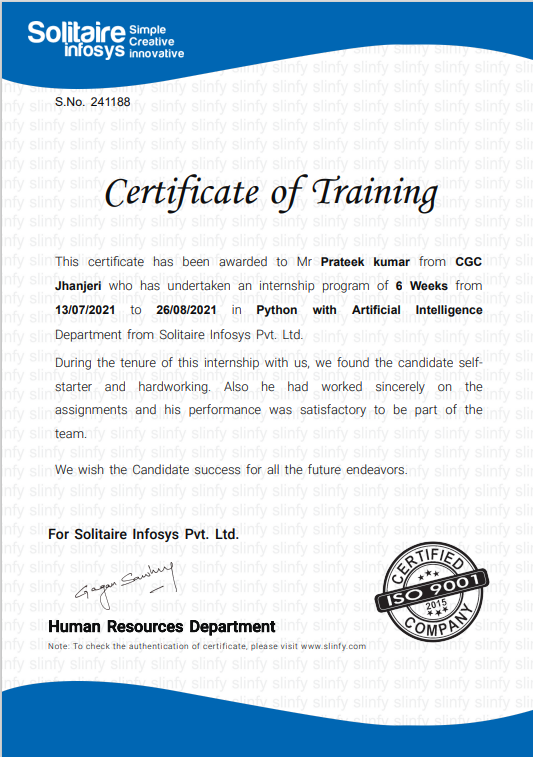 Solitaire infosys
Simple
Creative
innovative
S.No. 241188
Certificate of Training
This certificate has been awarded to Mr Prateek kumar from CGC
Jhanjeri who has undertaken an internship program of 6 Weeks from
13/07/2021 to 26/08/2021 in Python with Artificial Intelligence
Department from Solitaire Infosys Pvt. Ltd.
During the tenure of this internship with us, we found the candidate self-
starter and hardworking. Also he had worked sincerely on the
assignments and his performance was satisfactory to be part of the
team.
We wish the Candidate success for all the future endeavors.
For Solitaire Infosys Pvt. Ltd.
Gagan
Human Resources Department
Note: To check the authentication of certificate, please visit www.slinfy.com
CERTIFIED
ISO 9001
2015
COMPANY